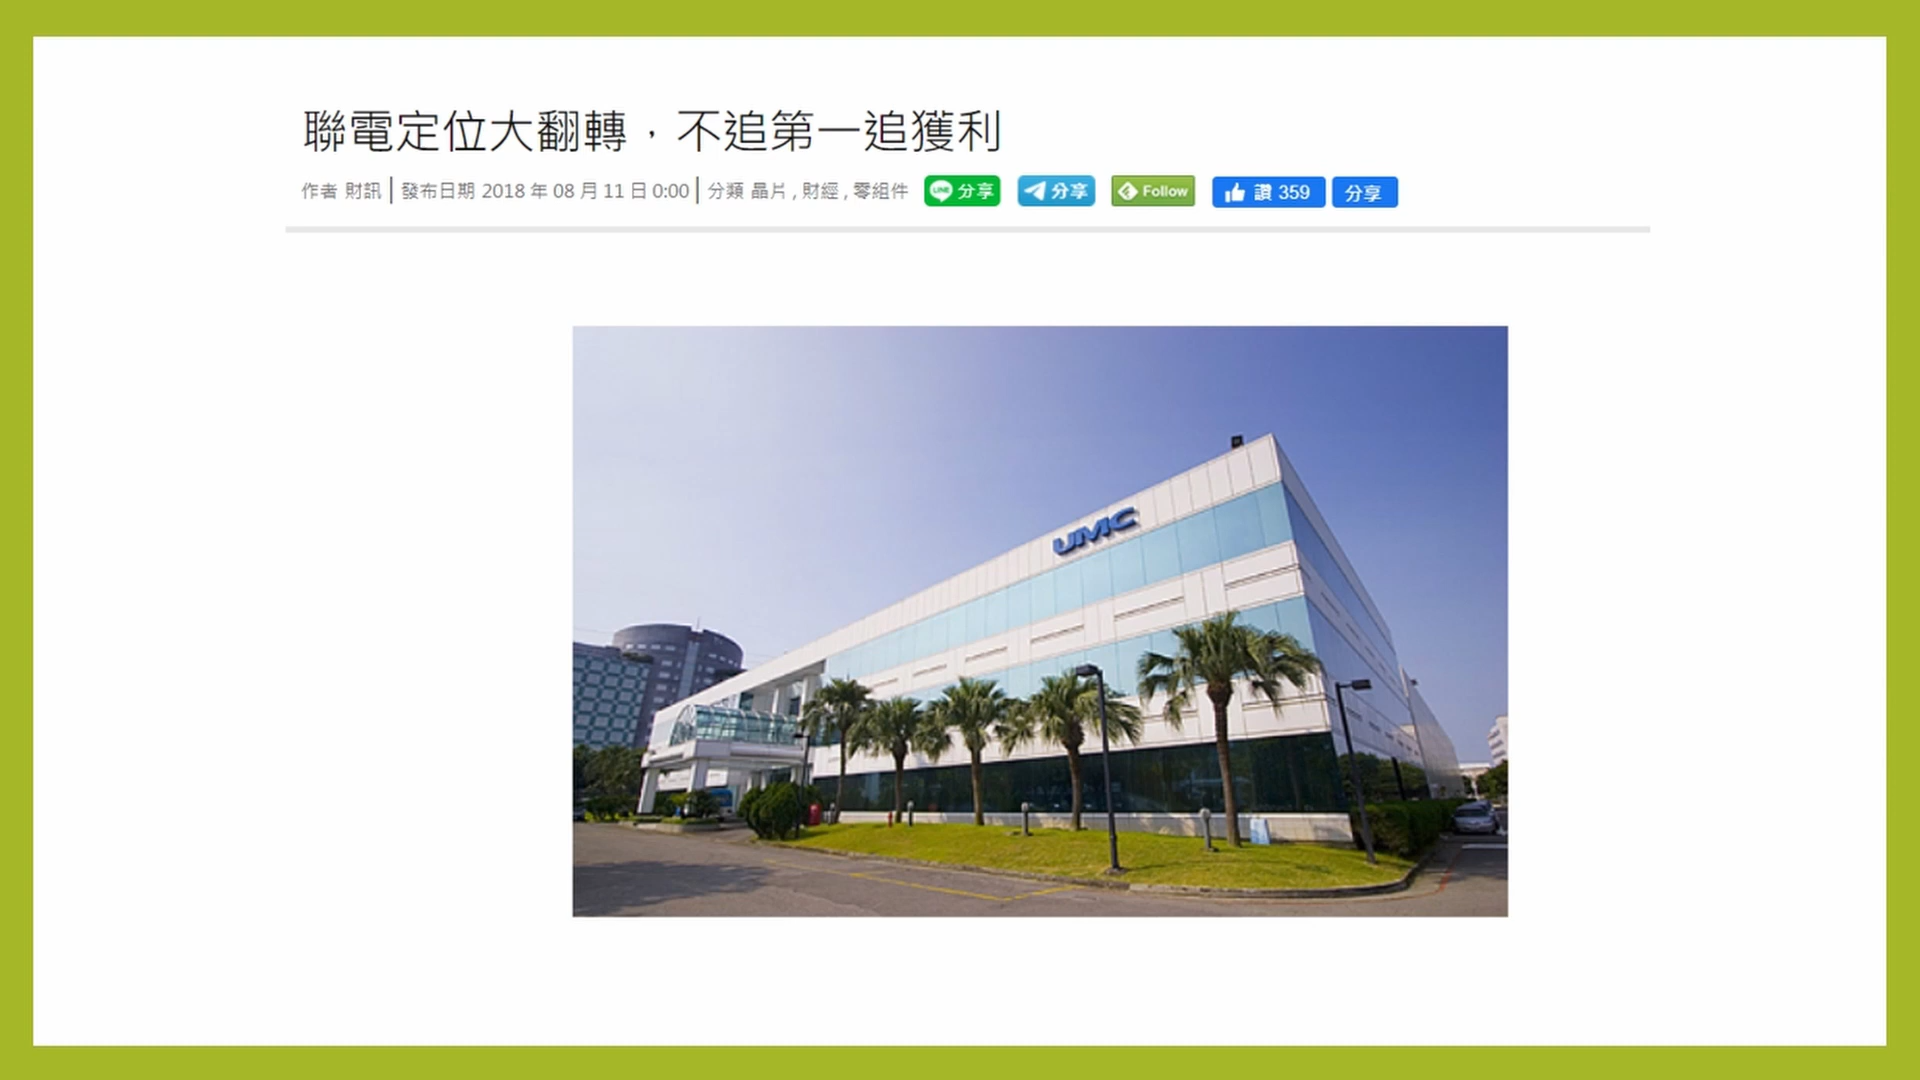 聯電定位大翻轉，不追第一追獲利
作者 財訊 | 發布日期 2018 年 08 月 11 日 0:00 | 分類 晶片 , 財經 , 零組件 LINE 分享 分享 Follow 讚 359 分享
UMC